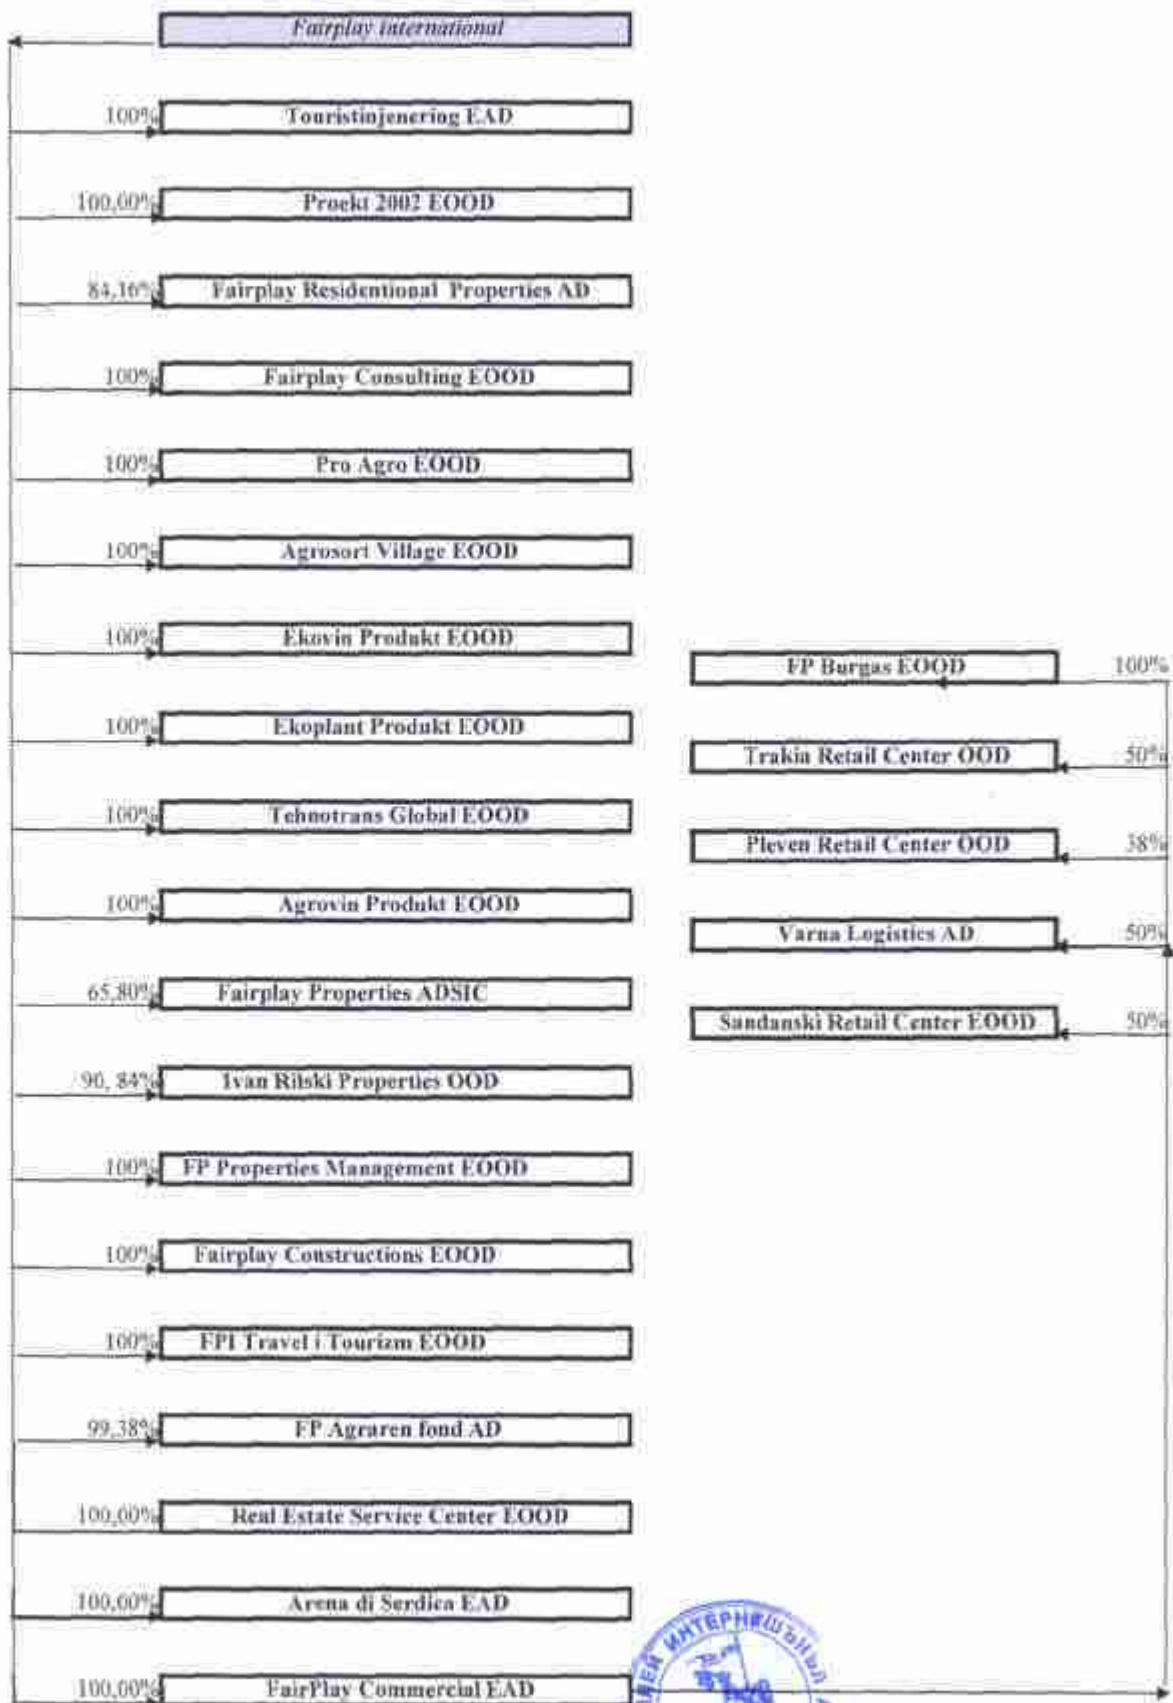 Fairplay international
100% Touristinjenering EAD
100,00% Proekt 2002 EOOD
84,16% Fairplay Residentional Properties AD
100% Fairplay Consulting EOOD
100% Pro Agro EOOD
100% Agrosort Village EOOD
100% Ekovin Produkt EOOD
FP Burgas EOOD 100%
100% Ekoplant Produkt EOOD
Trakia Retail Center OOD 50%
100% Tehnotrans Global EOOD
Pleven Retail Center OOD 38%
100% Agrovin Produkt EOOD
Varna Logistics AD 50%
65,80% Fairplay Properties ADSIC
Sandanski Retail Center EOOD 50%
90, 84% Ivan Rilski Properties OOD
100% FP Properties Management EOOD
100% Fairplay Constructions EOOD
100% FPI Travel i Tourizm EOOD
99,38% FP Agraren fond AD
100,00% Real Estate Service Center EOOD
100,00% Arena di Serdica EAD
ИНТЕРНЕШЪНЪЛ
100,00% FairPlay Commercial EAD